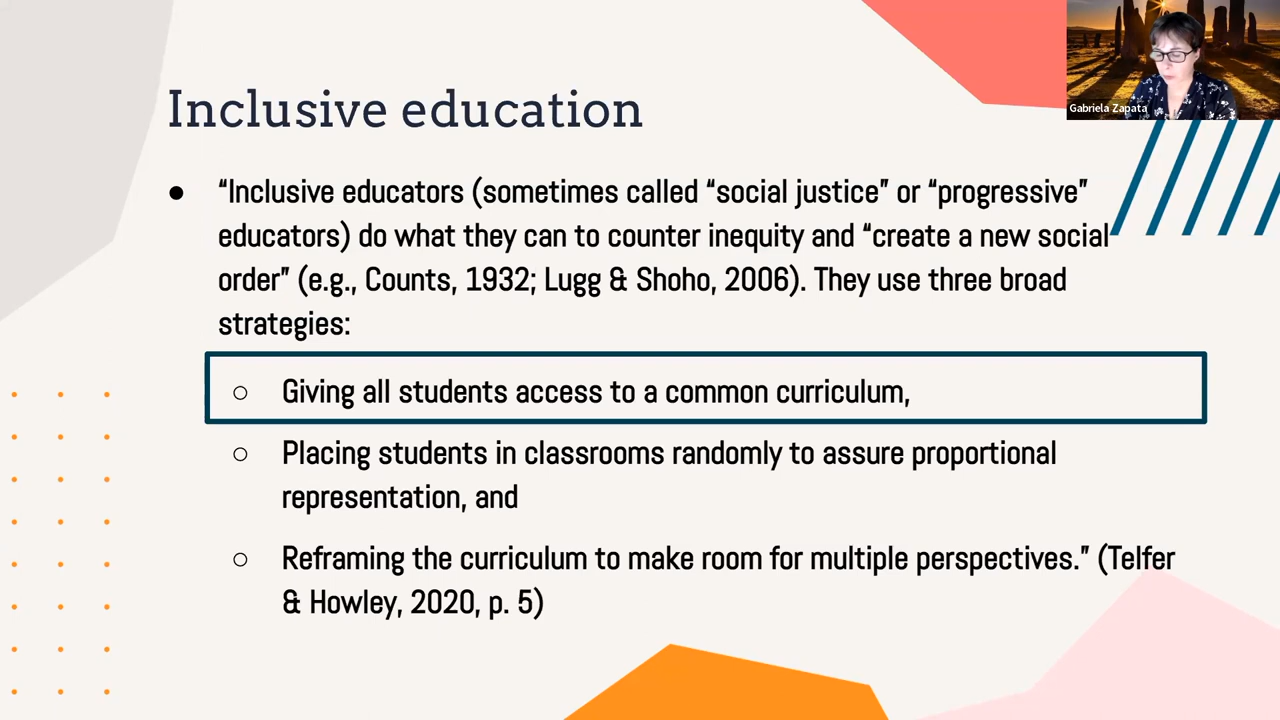 Gabriela Zapata
Inclusive education
● “Inclusive educators (sometimes called “social justice” or “progressive”
educators) do what they can to counter inequity and “create a new social
order” (e.g., Counts, 1932; Lugg & Shoho, 2006). They use three broad
strategies:
○ Giving all students access to a common curriculum,
○ Placing students in classrooms randomly to assure proportional
representation, and
○ Reframing the curriculum to make room for multiple perspectives.” (Telfer
& Howley, 2020, p. 5)